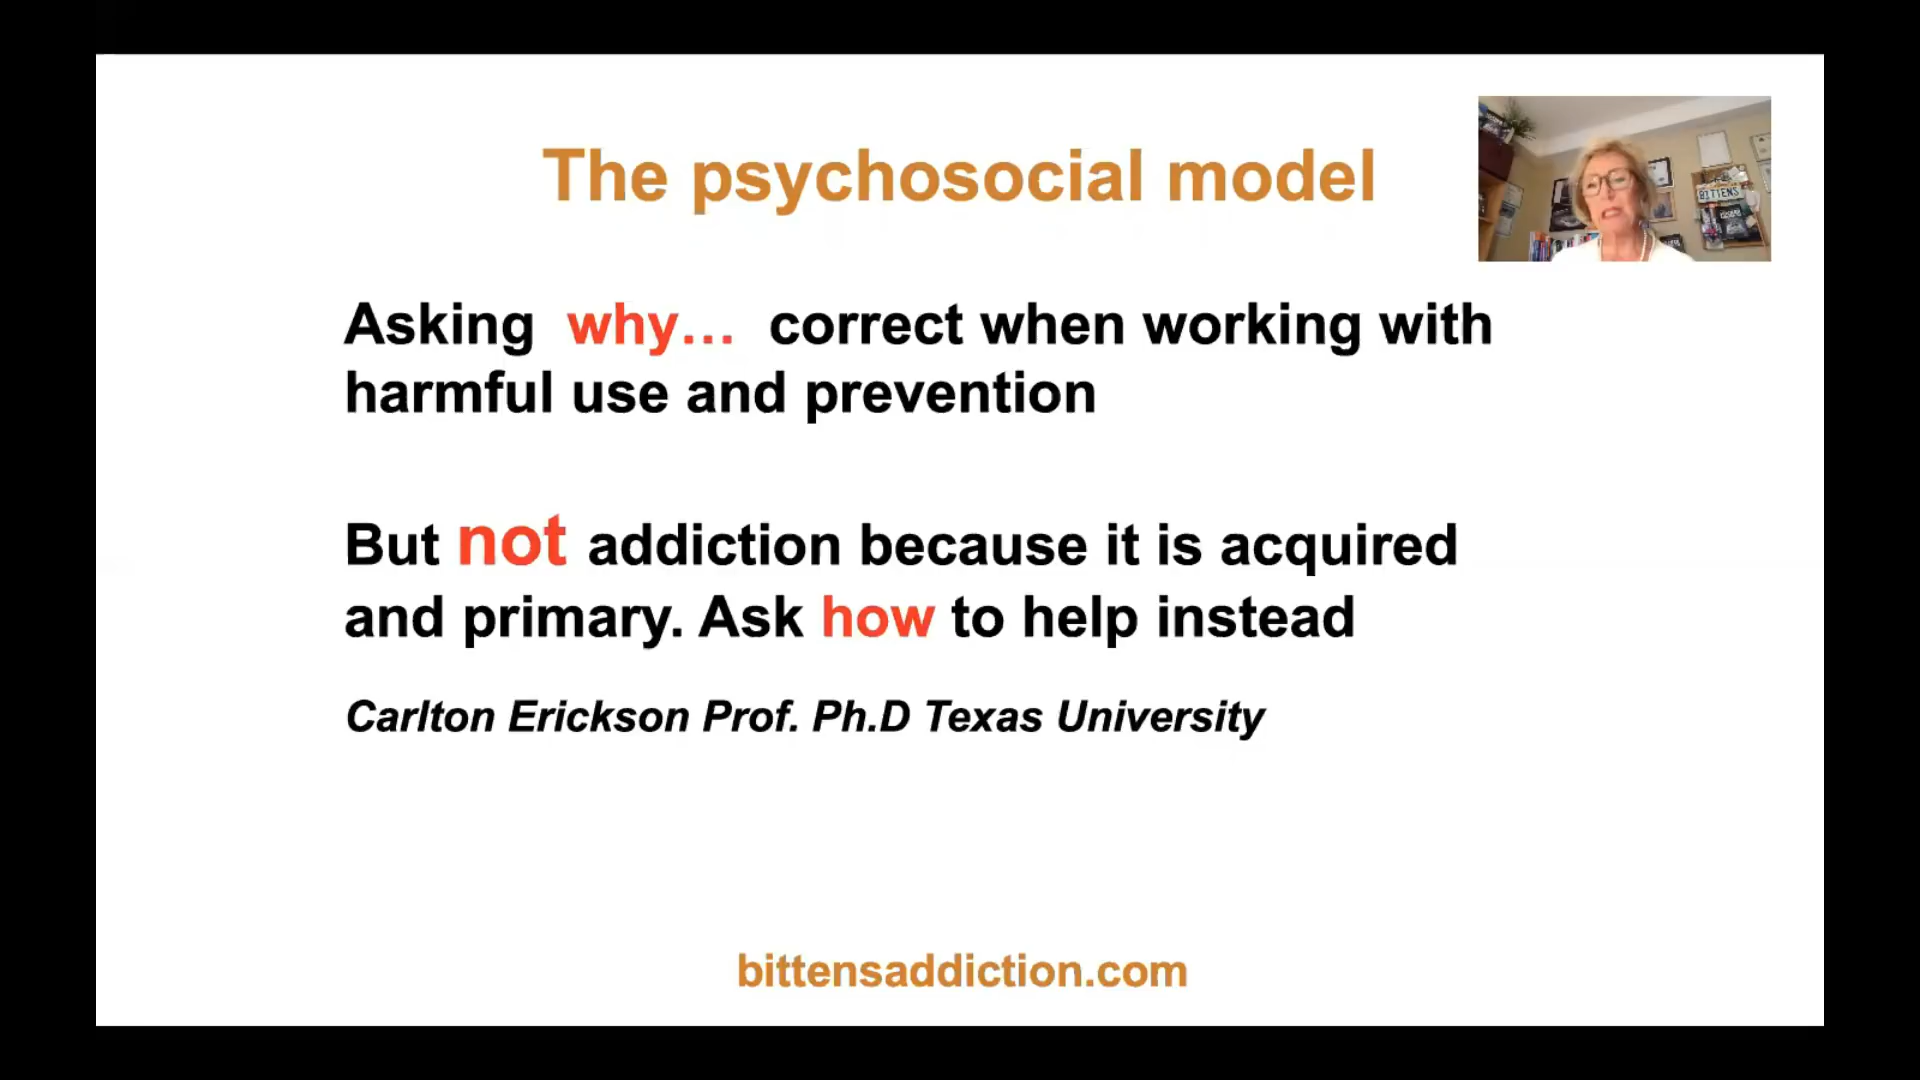 The psychosocial model
BITTENS
Asking why... correct when working with
harmful use and prevention
But not addiction because it is acquired
and primary. Ask how to help instead
Carlton Erickson Prof. Ph.D Texas University
bittensaddiction.com